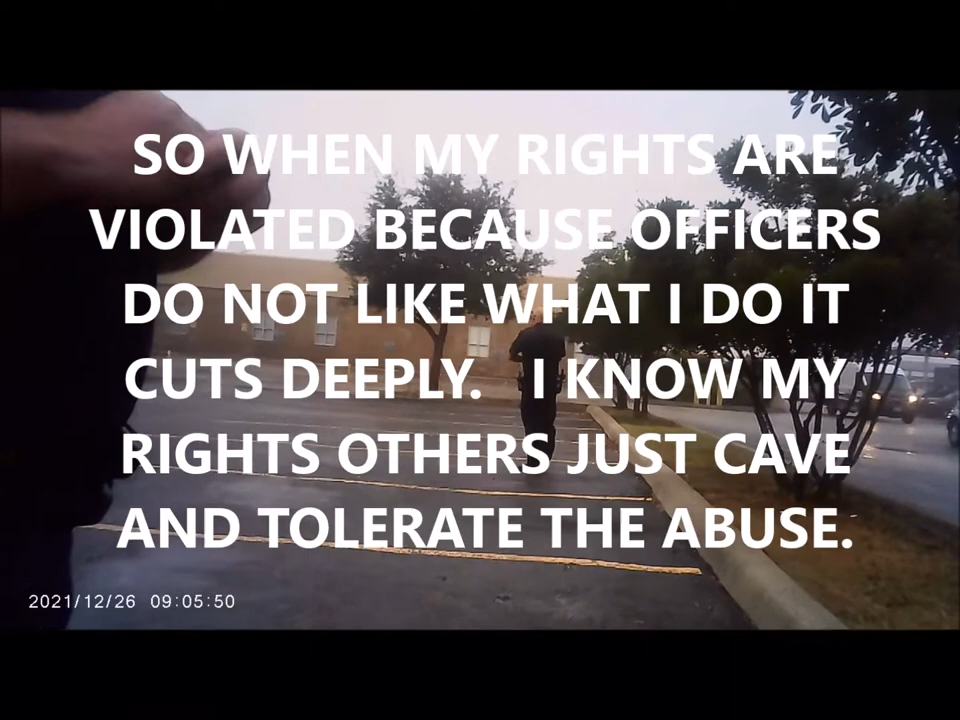 SO WHEN MY RIGHTS ARE
VIOLATED BECAUSE OFFICERS
DO NOT LIKE WHAT I DO IT
CUTS DEEPLY.   I KNOW MY
RIGHTS OTHERS JUST CAVE
AND TOLERATE THE ABUSE.
2021/12/26 09:05:50